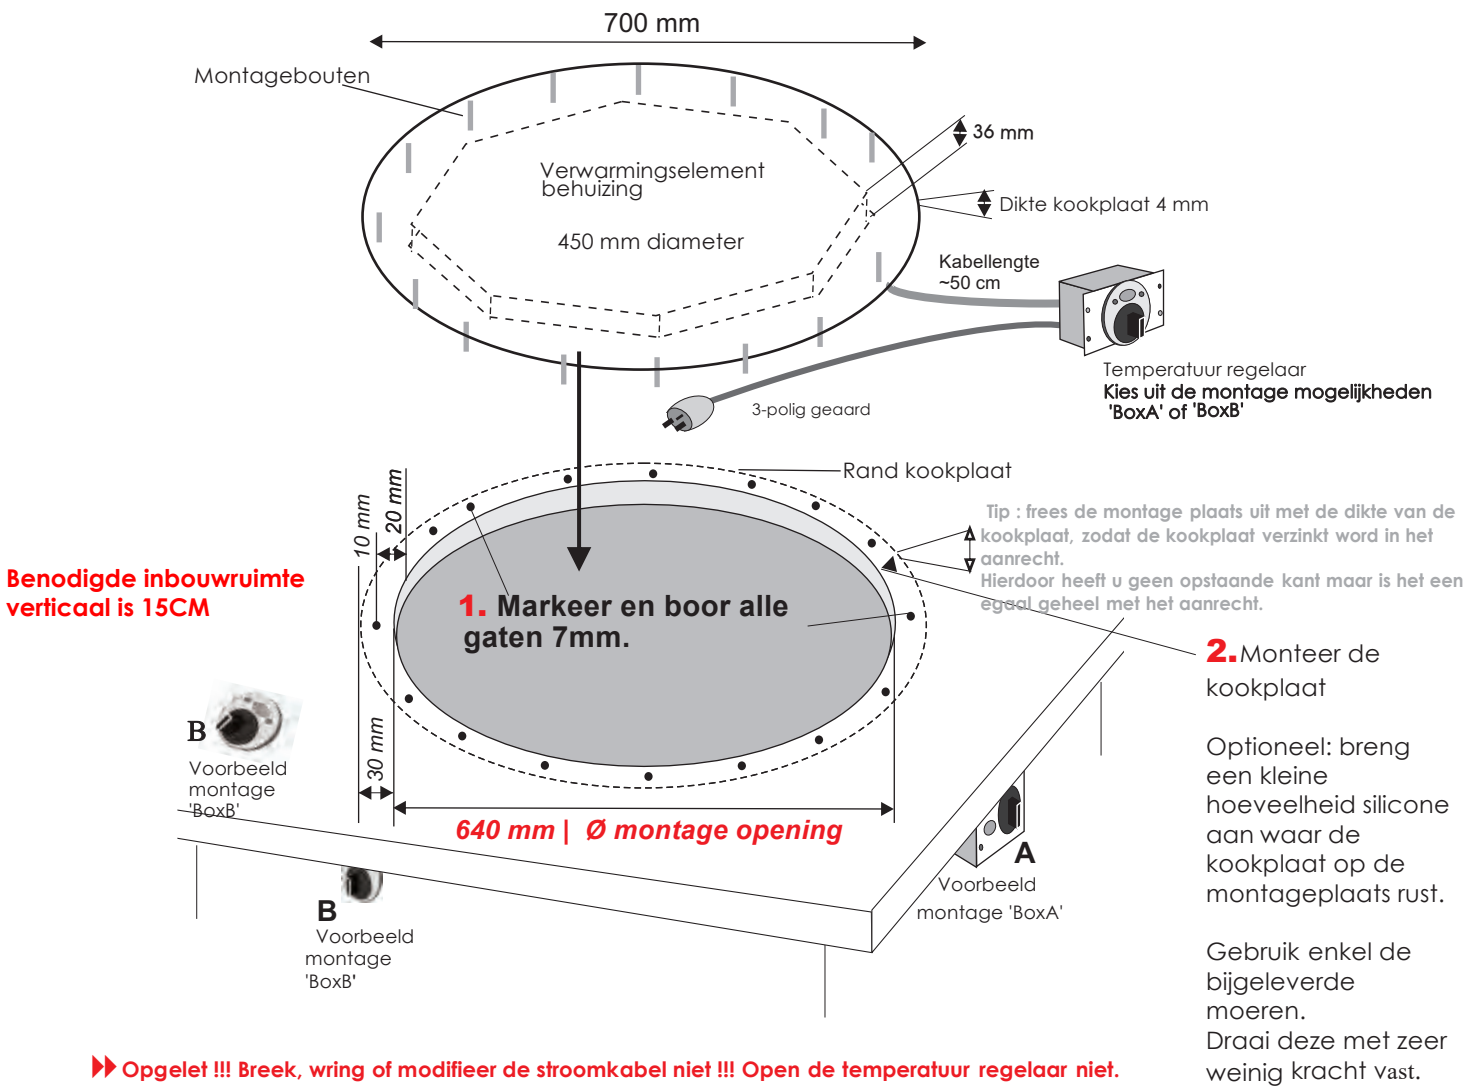 700 mm
Montagebouten
36 mm
Verwarmingselement
behuizing
Dikte kookplaat 4 mm
450 mm diameter
Kabellengte
~50 cm
Temperatuur regelaar
Kies uit de montage mogelijkheden
'BoxA' of 'BoxB'
3-polig geaard
Rand kookplaat
10 mm
20 mm
Tip : frees de montage plaats uit met de dikte van de
kookplaat, zodat de kookplaat verzinkt word in het
aanrecht.
Hierdoor heeft u geen opstaande kant maar is het een
egaal geheel met het aanrecht.
Benodigde inbouwruimte
verticaal is 15CM
1. Markeer en boor alle
gaten 7mm.
2. Monteer de
kookplaat
Optioneel: breng
een kleine
hoeveelheid silicone
aan waar de
kookplaat op de
montageplaats rust.
Gebruik enkel de
bijgeleverde
moeren.
Draai deze met zeer
weinig kracht vast.
B
Voorbeeld
montage
'BoxB'
30 mm
640 mm | Ø montage opening
A
Voorbeeld
montage 'BoxA'
B
Voorbeeld
montage
'BoxB'
Opgelet !!! Breek, wring of modifieer de stroomkabel niet !!! Open de temperatuur regelaar niet.